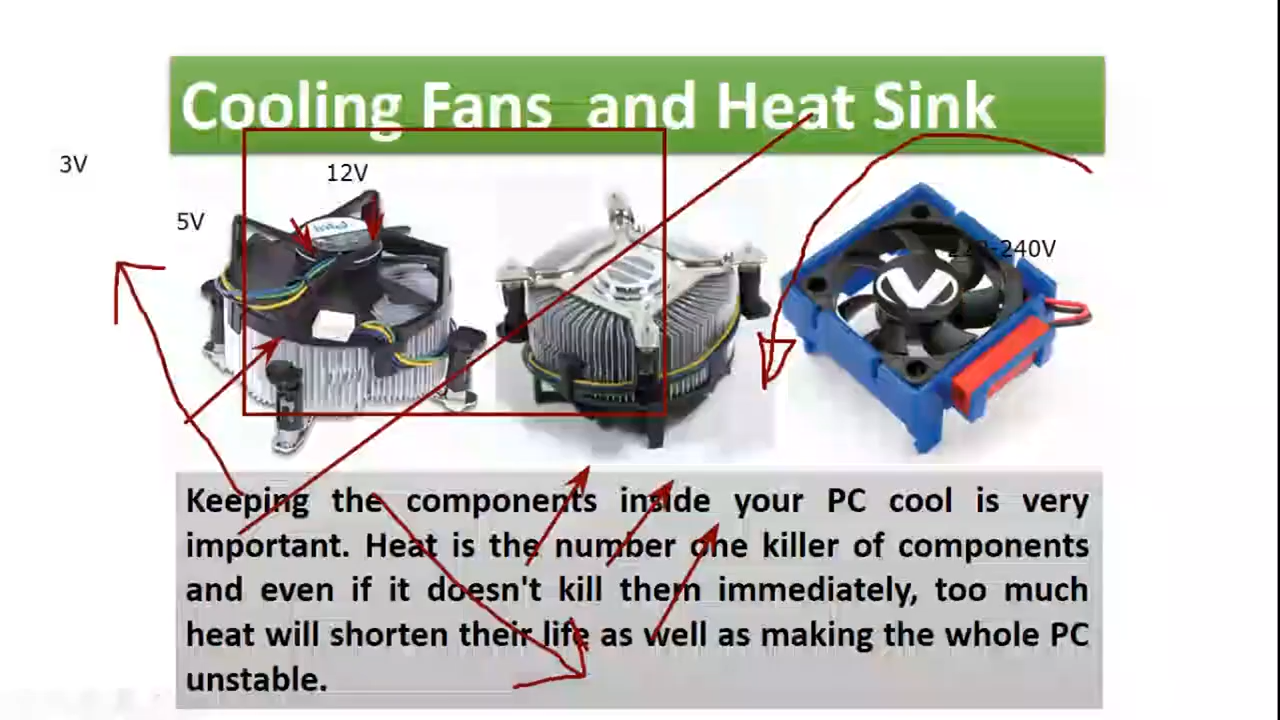 Cooling Fans and Heat Sink
3V
12V
5V
intel
-240V
Keeping the components inside your PC cool is very
important. Heat is the number one killer of components
and even if it doesn't kill them immediately, too much
heat will shorten their life as well as making the whole PC
unstable.